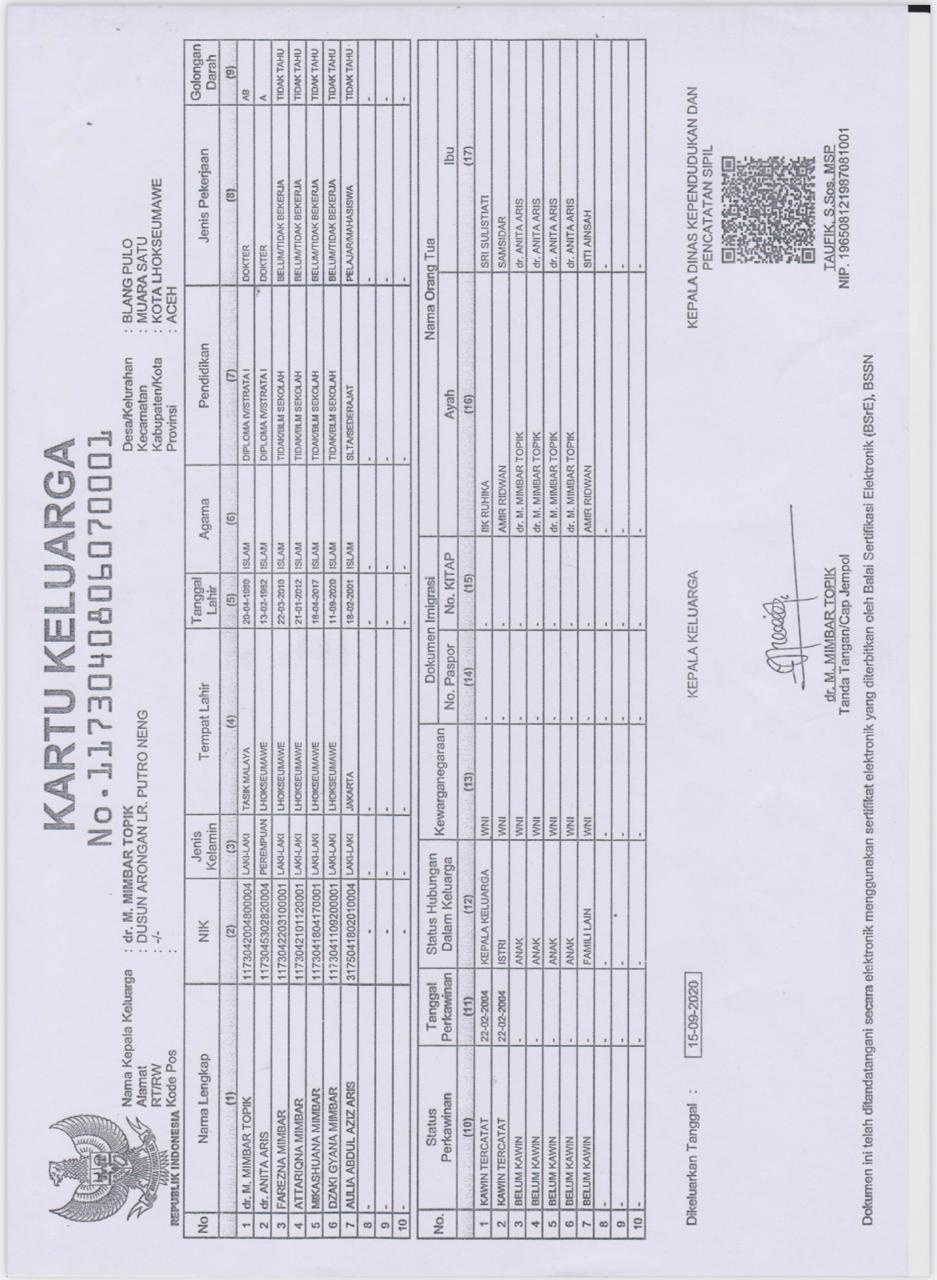 KARTU KELUARGA
No. 1173040806070001
Nama Kepala Keluarga : dr. M. MIMBAR TOPIK
Alamat : DUSUN ARONGAN LR. PUTRO NENG
RT/RW : -/-
Kode Pos :
Desa/Kelurahan : BLANG PULO
Kecamatan : MUARA SATU
Kabupaten/Kota : KOTA LHOKSEUMAWE
Provinsi : ACEH
REPUBLIK INDONESIA
No Nama Lengkap NIK Jenis Kelamin Tempat Lahir Tanggal Lahir Agama Pendidikan Jenis Pekerjaan Golongan Darah
(1) (2) (3) (4) (5) (6) (7) (8) (9)
1 dr. M. MIMBAR TOPIK 1173042004800004 LAKI-LAKI TASIK MALAYA 20-04-1980 ISLAM DIPLOMA IV/STRATA I DOKTER AB
2 dr. ANITA ARIS 1173045302820004 PEREMPUAN LHOKSEUMAWE 13-02-1982 ISLAM DIPLOMA IV/STRATA I DOKTER A
3 FAREZNA MIMBAR 1173042203100001 LAKI-LAKI LHOKSEUMAWE 22-03-2010 ISLAM TIDAK/BLM SEKOLAH BELUM/TIDAK BEKERJA TIDAK TAHU
4 ATTARIQNA MIMBAR 1173042101120001 LAKI-LAKI LHOKSEUMAWE 21-01-2012 ISLAM TIDAK/BLM SEKOLAH BELUM/TIDAK BEKERJA TIDAK TAHU
5 MIKASHUANA MIMBAR 1173041804170001 LAKI-LAKI LHOKSEUMAWE 18-04-2017 ISLAM TIDAK/BLM SEKOLAH BELUM/TIDAK BEKERJA TIDAK TAHU
6 DZAKI GYANA MIMBAR 1173041109200001 LAKI-LAKI LHOKSEUMAWE 11-09-2020 ISLAM TIDAK/BLM SEKOLAH BELUM/TIDAK BEKERJA TIDAK TAHU
7 AULIA ABDUL AZIZ ARIS 3175041802010004 LAKI-LAKI JAKARTA 18-02-2001 ISLAM SLTA/SEDERAJAT PELAJAR/MAHASISWA TIDAK TAHU
8 - - - - - - - - -
9 - - - - - - - - -
10 - - - - - - - - -
No. Status Perkawinan Tanggal Perkawinan Status Hubungan Dalam Keluarga Kewarganegaraan Dokumen Imigrasi Nama Orang Tua
No. Paspor No. KITAP Ayah Ibu
(10) (11) (12) (13) (14) (15) (16) (17)
1 KAWIN TERCATAT 22-02-2004 KEPALA KELUARGA WNI - - IIK RUHIKA SRI SULISTIATI
2 KAWIN TERCATAT 22-02-2004 ISTRI WNI - - AMIR RIDWAN SAMSIDAR
3 BELUM KAWIN - ANAK WNI - - dr. M. MIMBAR TOPIK dr. ANITA ARIS
4 BELUM KAWIN - ANAK WNI - - dr. M. MIMBAR TOPIK dr. ANITA ARIS
5 BELUM KAWIN - ANAK WNI - - dr. M. MIMBAR TOPIK dr. ANITA ARIS
6 BELUM KAWIN - ANAK WNI - - dr. M. MIMBAR TOPIK dr. ANITA ARIS
7 BELUM KAWIN - FAMILI LAIN WNI - - AMIR RIDWAN SITI AINSAH
8 - - - - - - - -
9 - - - - - - - -
10 - - - - - - - -
Dikeluarkan Tanggal : 15-09-2020
KEPALA KELUARGA
dr. M. MIMBAR TOPIK
Tanda Tangan/Cap Jempol
KEPALA DINAS KEPENDUDUKAN DAN
PENCATATAN SIPIL
TAUFIK, S.Sos. MSP
NIP. 196508121987081001
Dokumen ini telah ditandatangani secara elektronik menggunakan sertifikat elektronik yang diterbitkan oleh Balai Sertifikasi Elektronik (BSrE), BSSN